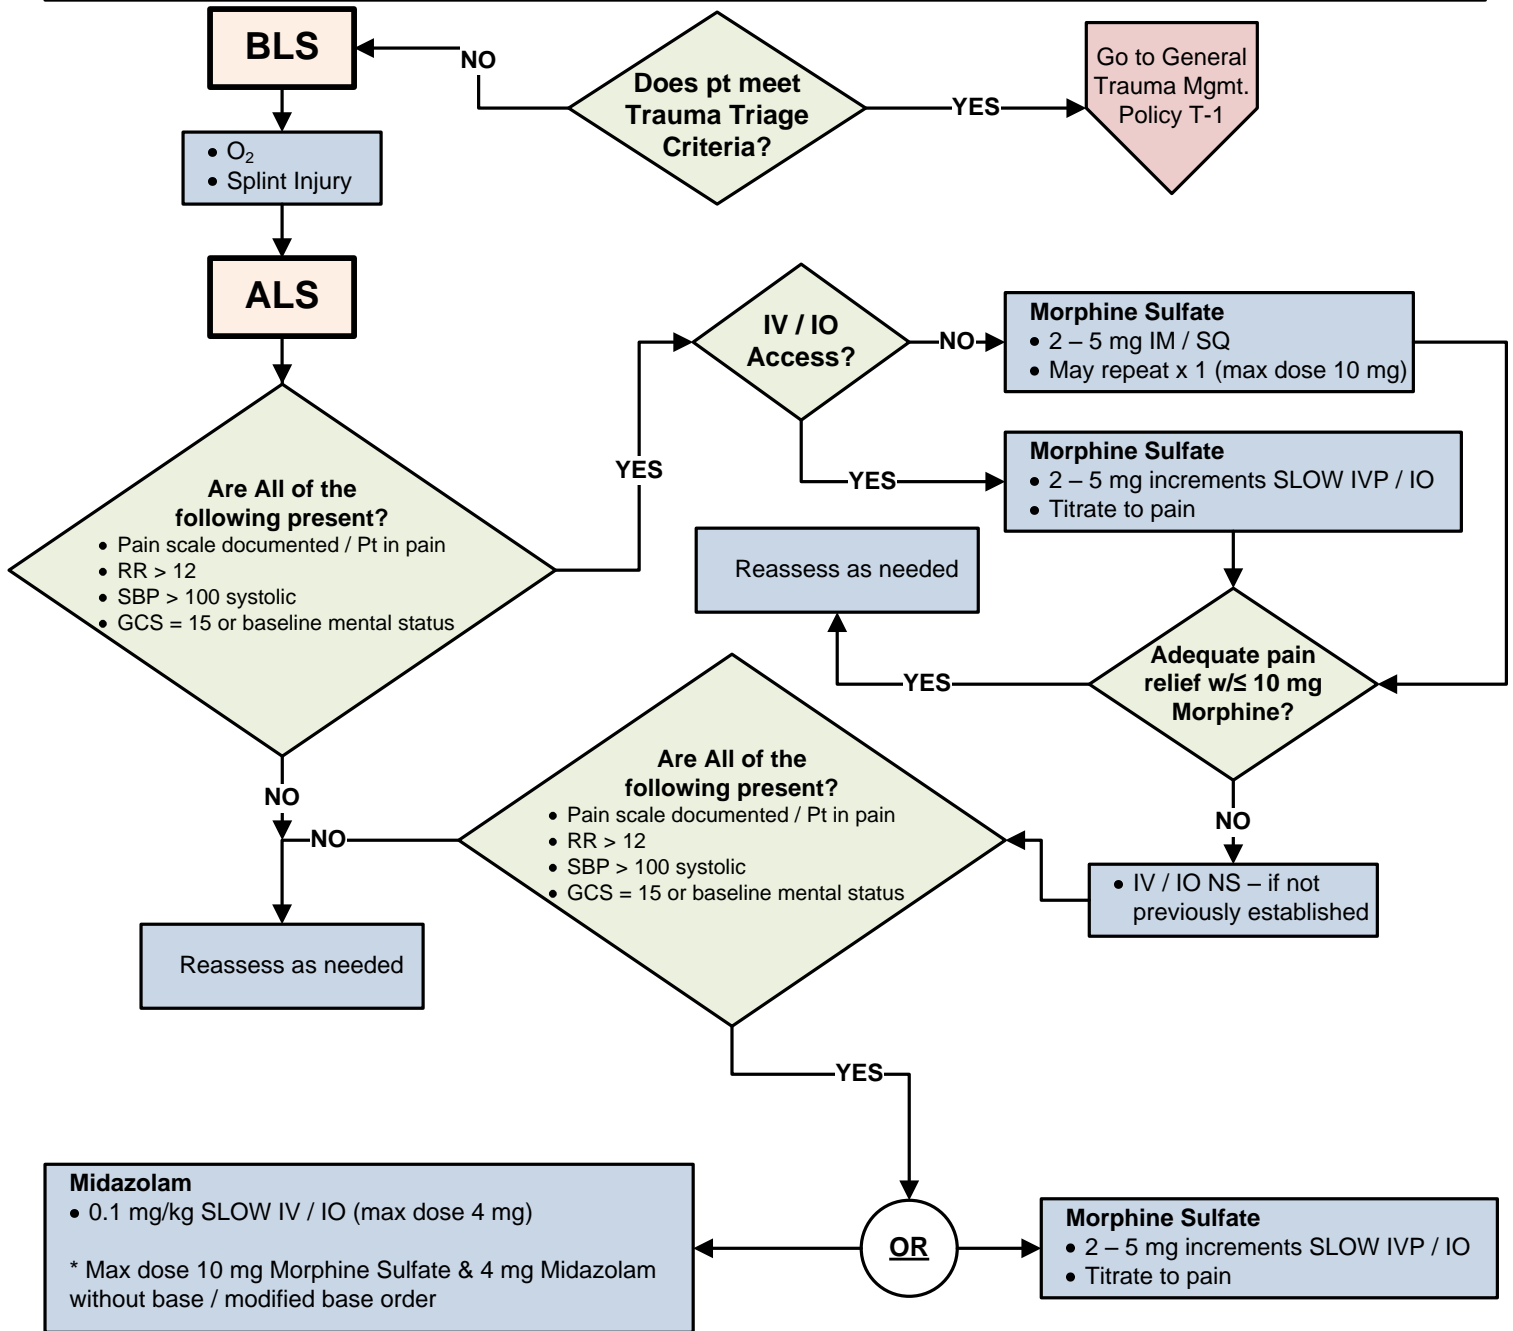 BLS
NO
Does pt meet
Trauma Triage
Criteria?
YES
Go to General
Trauma Mgmt.
Policy T-1
• O₂
• Splint Injury
ALS
Are All of the
following present?
• Pain scale documented / Pt in pain
• RR > 12
• SBP > 100 systolic
• GCS = 15 or baseline mental status
YES
IV / IO
Access?
NO
Morphine Sulfate
• 2 – 5 mg IM / SQ
• May repeat x 1 (max dose 10 mg)
YES
Morphine Sulfate
• 2 – 5 mg increments SLOW IVP / IO
• Titrate to pain
Reassess as needed
YES
Adequate pain
relief w/≤ 10 mg
Morphine?
NO
• IV / IO NS – if not
previously established
Are All of the
following present?
• Pain scale documented / Pt in pain
• RR > 12
• SBP > 100 systolic
• GCS = 15 or baseline mental status
NO
NO
Reassess as needed
YES
OR
Midazolam
• 0.1 mg/kg SLOW IV / IO (max dose 4 mg)
* Max dose 10 mg Morphine Sulfate & 4 mg Midazolam
without base / modified base order
Morphine Sulfate
• 2 – 5 mg increments SLOW IVP / IO
• Titrate to pain